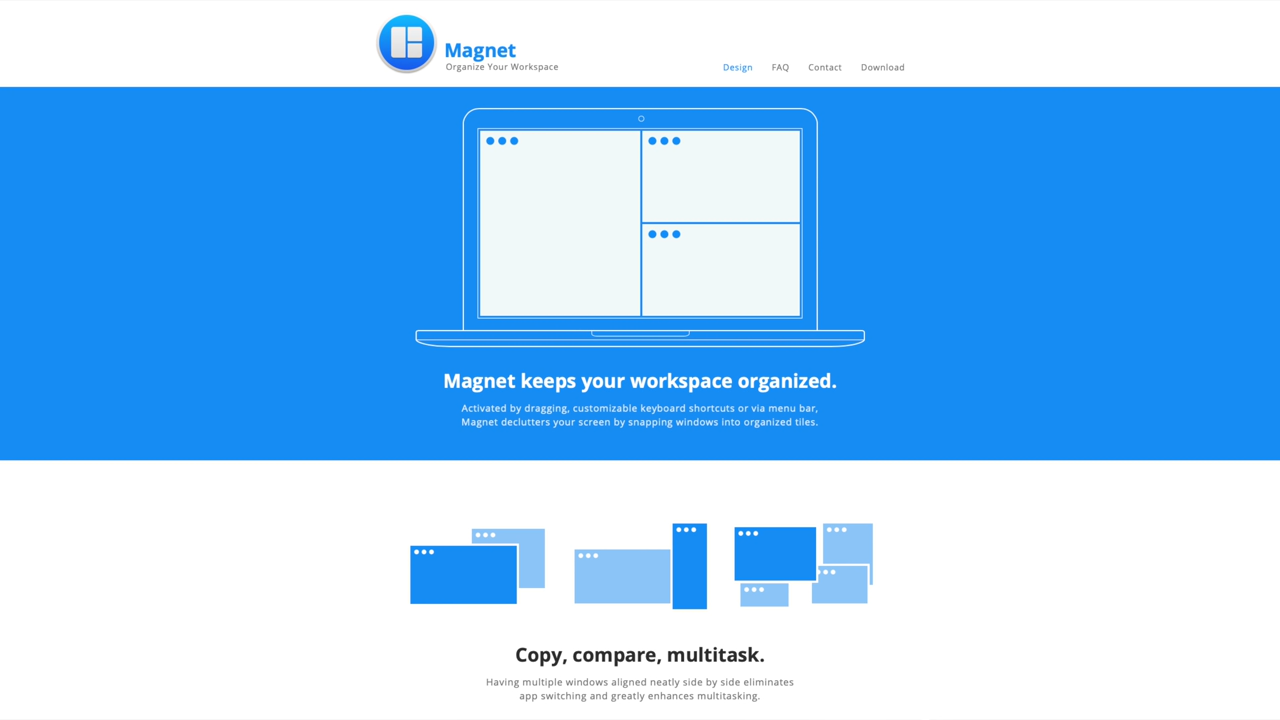 Magnet
Organize Your Workspace
Design FAQ Contact Download
Magnet keeps your workspace organized.
Activated by dragging, customizable keyboard shortcuts or via menu bar,
Magnet declutters your screen by snapping windows into organized tiles.
Copy, compare, multitask.
Having multiple windows aligned neatly side by side eliminates
app switching and greatly enhances multitasking.